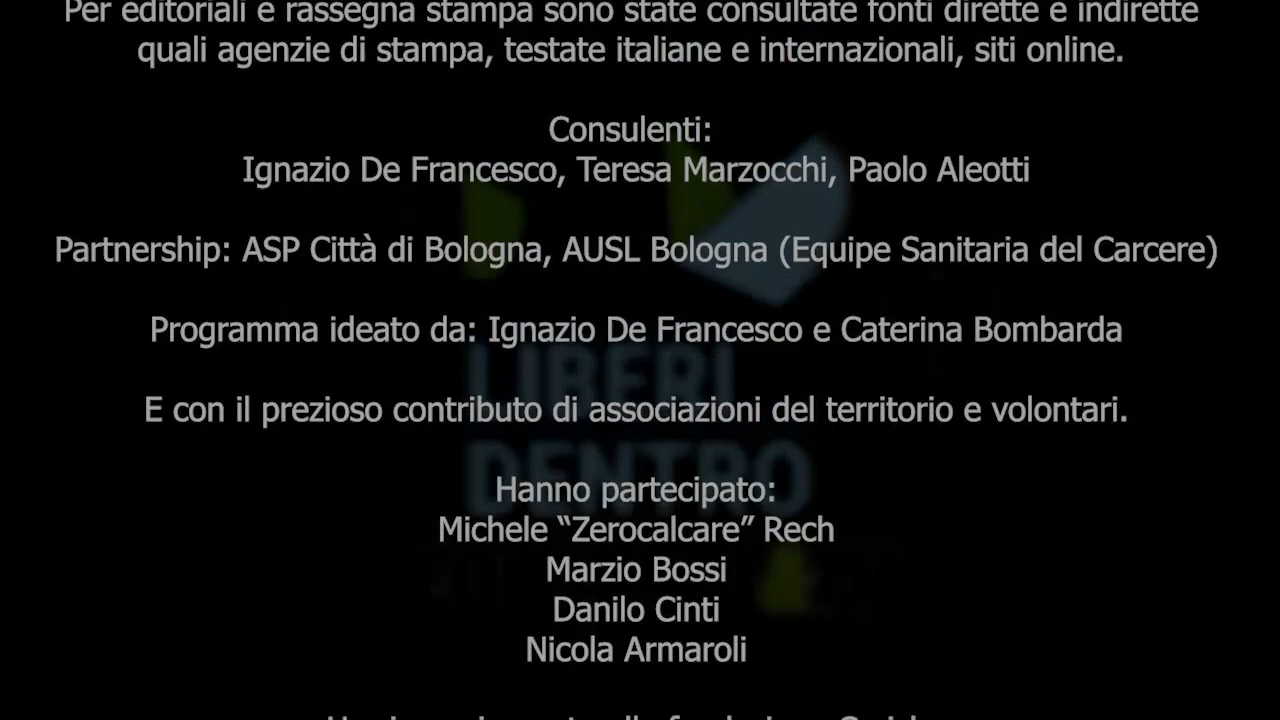 Per editoriali e rassegna stampa sono state consultate fonti dirette e indirette
quali agenzie di stampa, testate italiane e internazionali, siti online.
Consulenti:
Ignazio De Francesco, Teresa Marzocchi, Paolo Aleotti
Partnership: ASP Città di Bologna, AUSL Bologna (Equipe Sanitaria del Carcere)
Programma ideato da: Ignazio De Francesco e Caterina Bombarda
LIBERI
E con il prezioso contributo di associazioni del territorio e volontari.
DENTRO
Hanno partecipato:
Michele “Zerocalcare” Rech
Marzio Bossi
Danilo Cinti
Nicola Armaroli